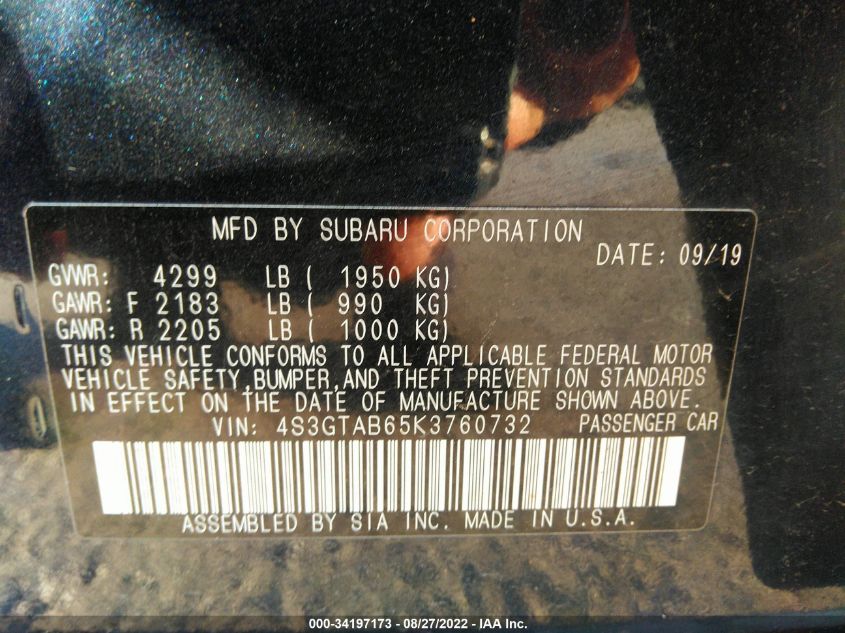 MFD BY SUBARU CORPORATION
DATE: 09/19
GVWR: 4299 LB ( 1950 KG)
GAWR: F 2183 LB ( 990 KG)
GAWR: R 2205 LB ( 1000 KG)
THIS VEHICLE CONFORMS TO ALL APPLICABLE FEDERAL MOTOR
VEHICLE SAFETY,BUMPER,AND THEFT PREVENTION STANDARDS
IN EFFECT ON THE DATE OF MANUFACTURE SHOWN ABOVE.
VIN: 4S3GTAB65K3760732 PASSENGER CAR
ASSEMBLED BY SIA INC. MADE IN U.S.A.
000-34197173 - 08/27/2022 - IAA Inc.